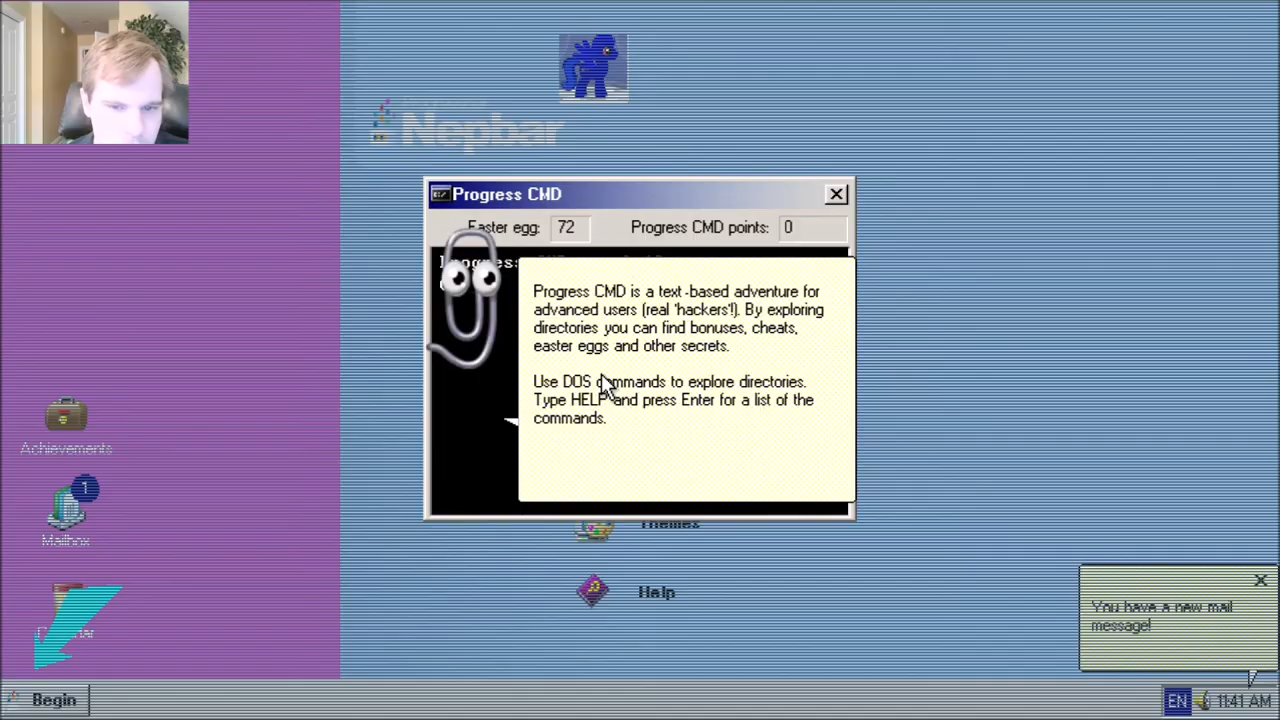 Nepbar
Progress CMD
Easter egg: 72 Progress CMD points: 0
Progress CMD is a text-based adventure for
advanced users (real 'hackers'!). By exploring
directories you can find bonuses, cheats,
easter eggs and other secrets.
Use DOS commands to explore directories.
Type HELP and press Enter for a list of the
commands.
Achievements
1
Mailbox
Themes
Help
You have a new mail
message!
Begin
EN 11:41 AM